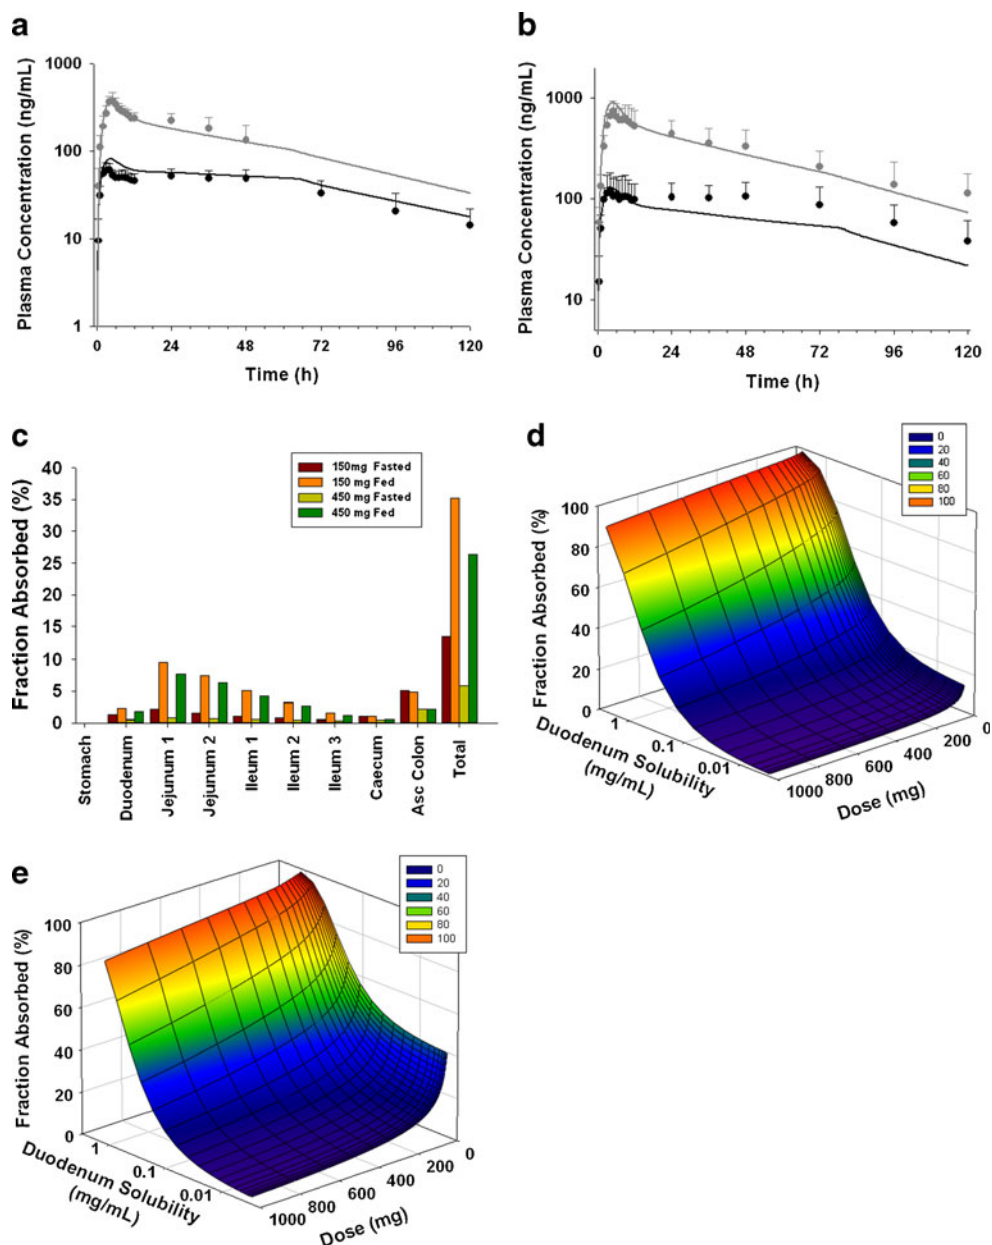 a
Plasma Concentration (ng/mL)
1000
100
10
1
0 24 48 72 96 120
Time (h)
b
Plasma Concentration (ng/mL)
1000
100
10
0 24 48 72 96 120
Time (h)
c
Fraction Absorbed (%)
40
35
30
25
20
15
10
5
0
150mg Fasted
150 mg Fed
450 mg Fasted
450 mg Fed
Stomach
Duodenum
Jejunum 1
Jejunum 2
Ileum 1
Ileum 2
Ileum 3
Caecum
Asc Colon
Total
d
Fraction Absorbed (%)
100
80
60
40
20
0
0
20
40
60
80
100
1
0.1
0.01
Duodenum Solubility
(mg/mL)
1000
800
600
400
200
0
Dose (mg)
e
Fraction Absorbed (%)
100
80
60
40
20
0
0
20
40
60
80
100
1
0.1
0.01
Duodenum Solubility
(mg/mL)
1000
800
600
400
200
0
Dose (mg)